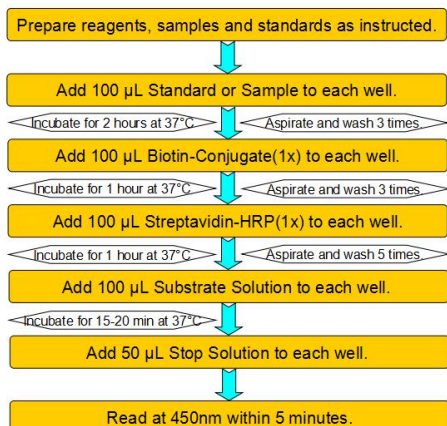 Prepare reagents, samples and standards as instructed.
Add 100 µL Standard or Sample to each well.
Incubate for 2 hours at 37°C
Aspirate and wash 3 times.
Add 100 µL Biotin-Conjugate(1x) to each well.
Incubate for 1 hour at 37°C
Aspirate and wash 3 times.
Add 100 µL Streptavidin-HRP(1x) to each well.
Incubate for 1 hour at 37°C
Aspirate and wash 5 times.
Add 100 µL Substrate Solution to each well.
Incubate for 15-20 min at 37°C
Add 50 µL Stop Solution to each well.
Read at 450nm within 5 minutes.